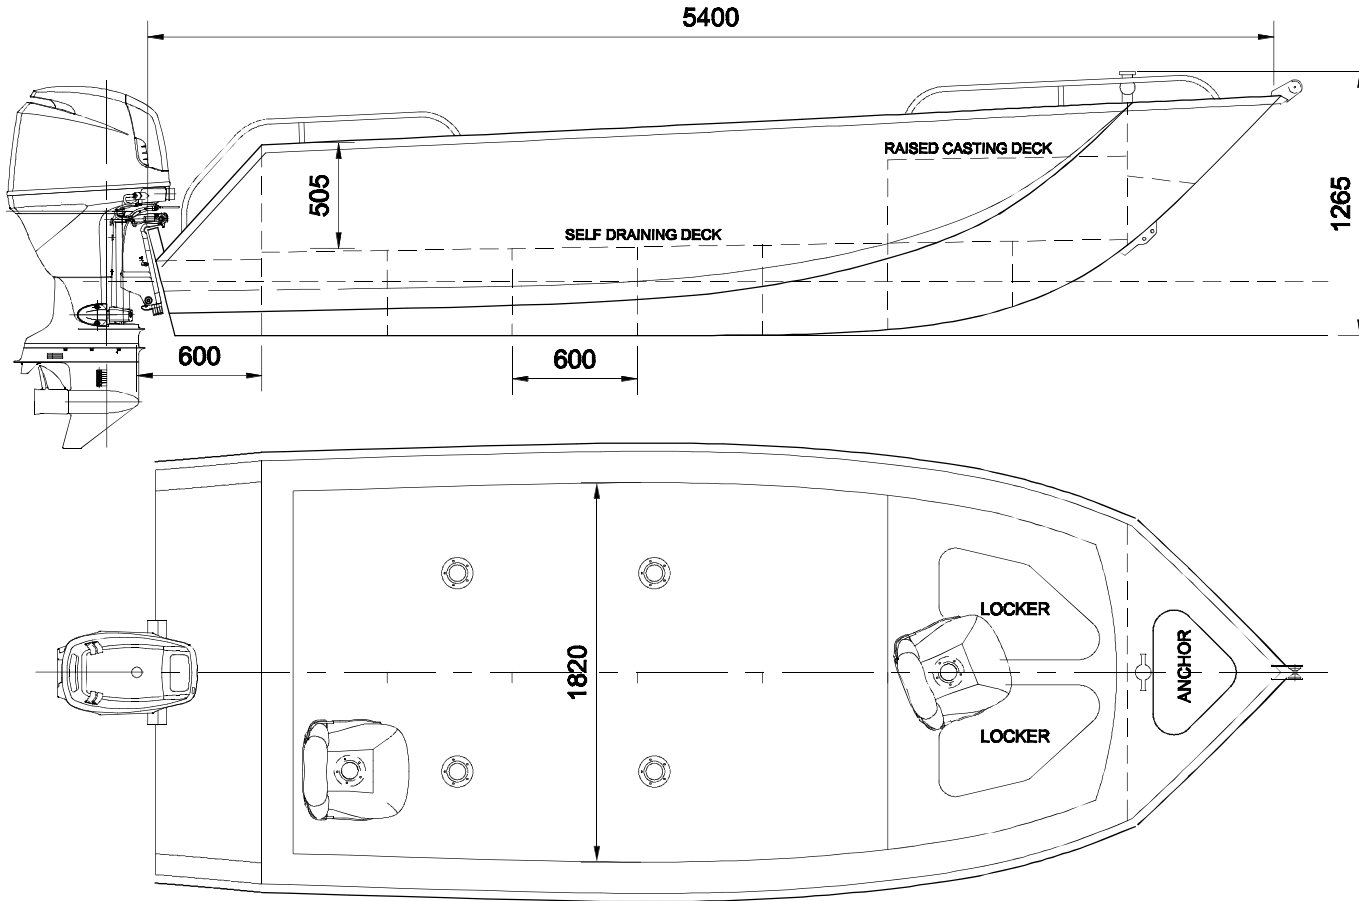 5400
RAISED CASTING DECK
505
1265
SELF DRAINING DECK
600
600
LOCKER
1820
ANCHOR
LOCKER